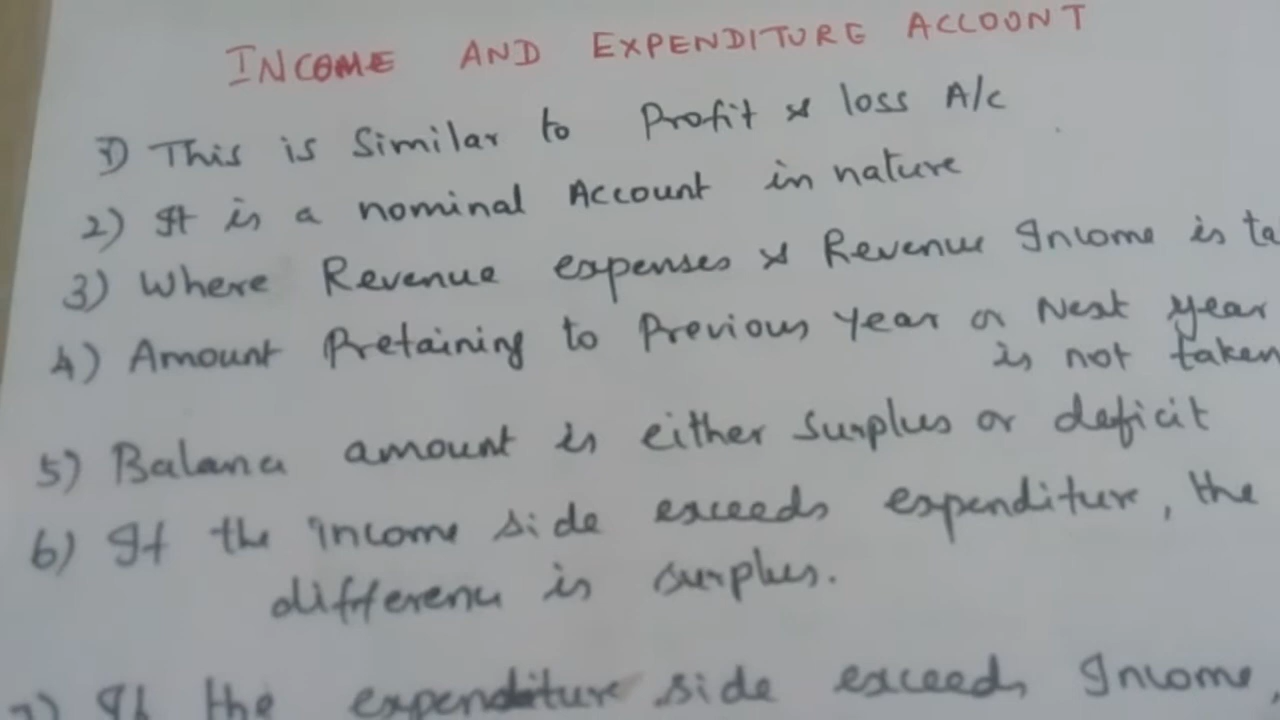 INCOME AND EXPENDITURE ACCOUNT
1) This is Similar to Profit & loss A/c
2) It is a nominal Account in nature
3) Where Revenue expenses & Revenue Income is ta
4) Amount Pretaining to Previous year or Next year
is not taken
5) Balance amount is either Surplus or deficit
6) If the income side exceeds expenditure, the
difference is surplus.
7) If the expenditure side exceeds Income,